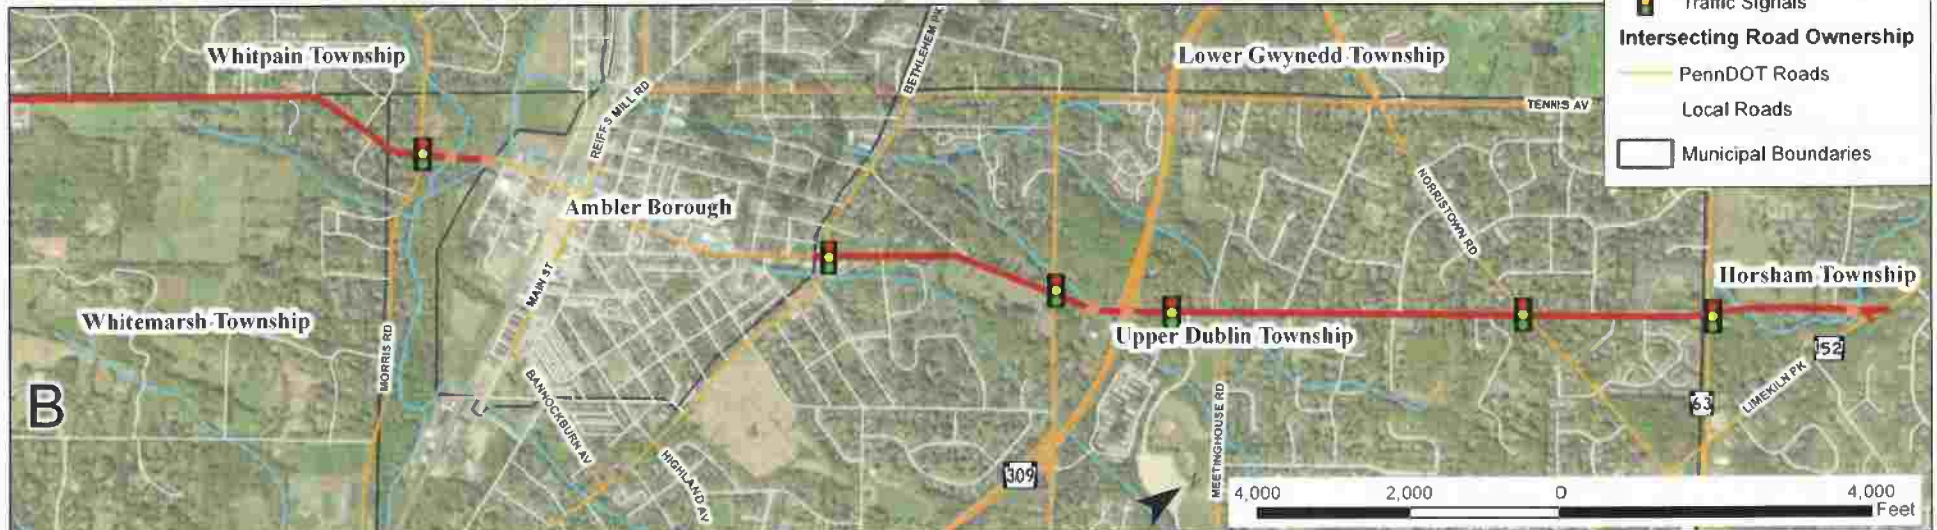 Traffic Signals
Intersecting Road Ownership
PennDOT Roads
Local Roads
Municipal Boundaries
Whitpain Township
Lower Gwynedd Township
BETHLEHEM PK
REIFFS MILL RD
TENNIS AV
Ambler Borough
NORRISTOWN RD
Horsham Township
MAIN ST
Whitemarsh Township
MORRIS RD
Upper Dublin Township
52
LIMEKILN PK
63
B
BANNOCKBURN AV
HIGHLAND AV
309
MEETINGHOUSE RD
4,000 2,000 0 4,000
Feet